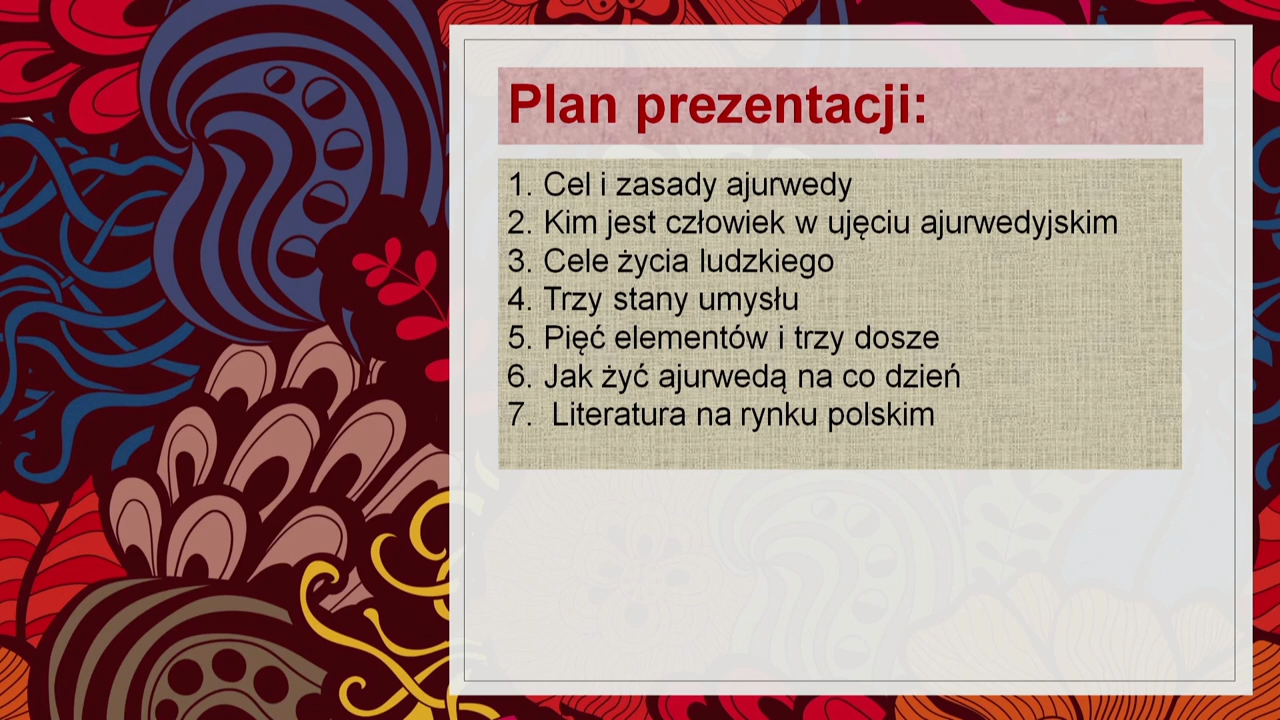 Plan prezentacji:
1. Cel i zasady ajurwedy
2. Kim jest człowiek w ujęciu ajurwedyjskim
3. Cele życia ludzkiego
4. Trzy stany umysłu
5. Pięć elementów i trzy dosze
6. Jak żyć ajurwedą na co dzień
7. Literatura na rynku polskim